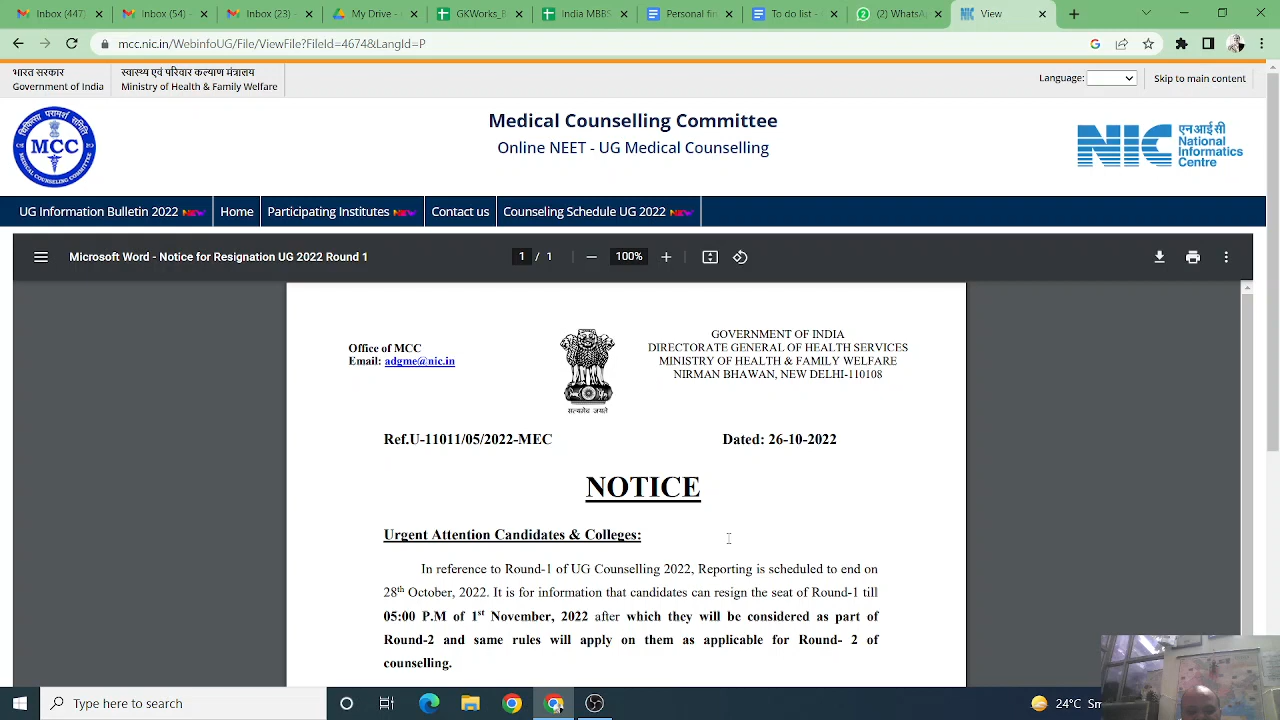 Inbox (447)
Inbox (54) -
Inbox (23) -
My Drive -
GKWorks_B
India MBBS
Personal fir
To do list -
(2) WhatsA
View
mcc.nic.in/WebinfoUG/File/ViewFile?FileId=4674&LangId=P
भारत सरकार
Government of India
स्वास्थ्य एवं परिवार कल्याण मंत्रालय
Ministry of Health & Family Welfare
Language:
Skip to main content
MCC
Medical Counselling Committee
Online NEET - UG Medical Counselling
NIC
एन आई सी
National
Informatics
Centre
UG Information Bulletin 2022 NEW
Home
Participating Institutes NEW
Contact us
Counseling Schedule UG 2022 NEW
Microsoft Word - Notice for Resignation UG 2022 Round 1
1 / 1
100%
Office of MCC
Email: adgme@nic.in
सत्यमेव जयते
GOVERNMENT OF INDIA
DIRECTORATE GENERAL OF HEALTH SERVICES
MINISTRY OF HEALTH & FAMILY WELFARE
NIRMAN BHAWAN, NEW DELHI-110108
Ref.U-11011/05/2022-MEC
Dated: 26-10-2022
NOTICE
Urgent Attention Candidates & Colleges:
In reference to Round-1 of UG Counselling 2022, Reporting is scheduled to end on
28th October, 2022. It is for information that candidates can resign the seat of Round-1 till
05:00 P.M of 1st November, 2022 after which they will be considered as part of
Round-2 and same rules will apply on them as applicable for Round- 2 of
counselling.
Type here to search
24°C Sm